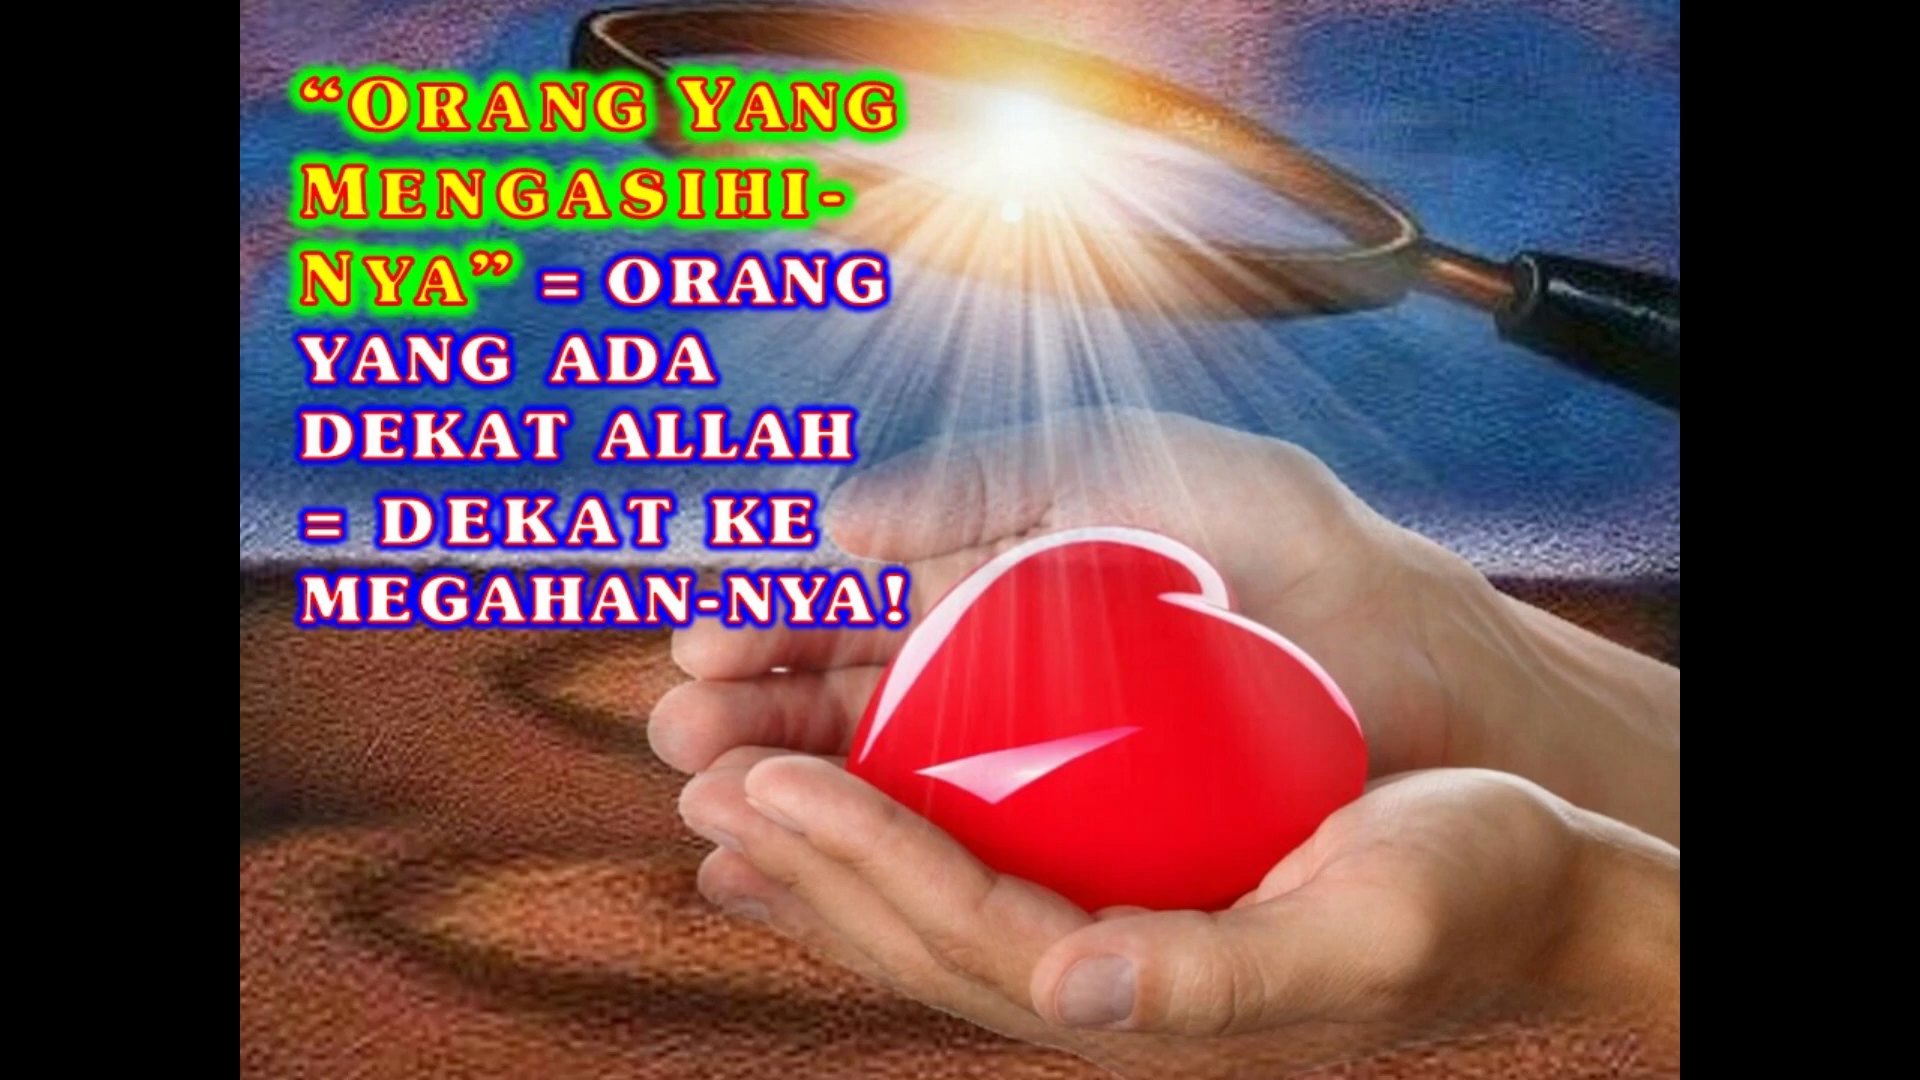 “ORANG YANG
MENGASIHI-
NYA” = ORANG
YANG ADA
DEKAT ALLAH
= DEKAT KE
MEGAHAN-NYA!